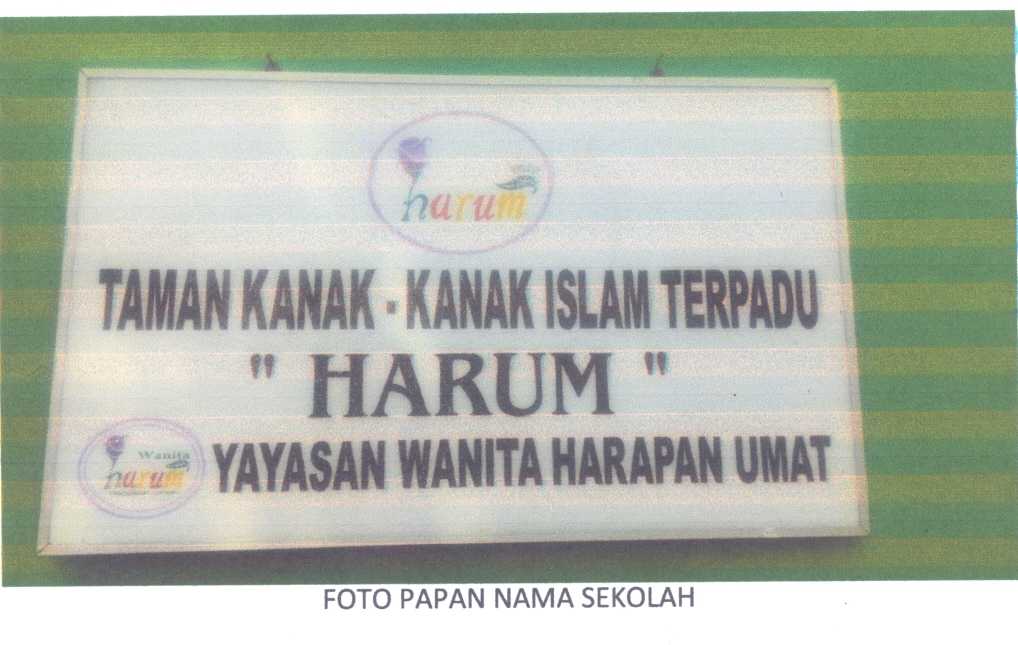 harum
TAMAN KANAK - KANAK ISLAM TERPADU
" HARUM "
Wanita
harum
YAYASAN WANITA HARAPAN UMAT
FOTO PAPAN NAMA SEKOLAH